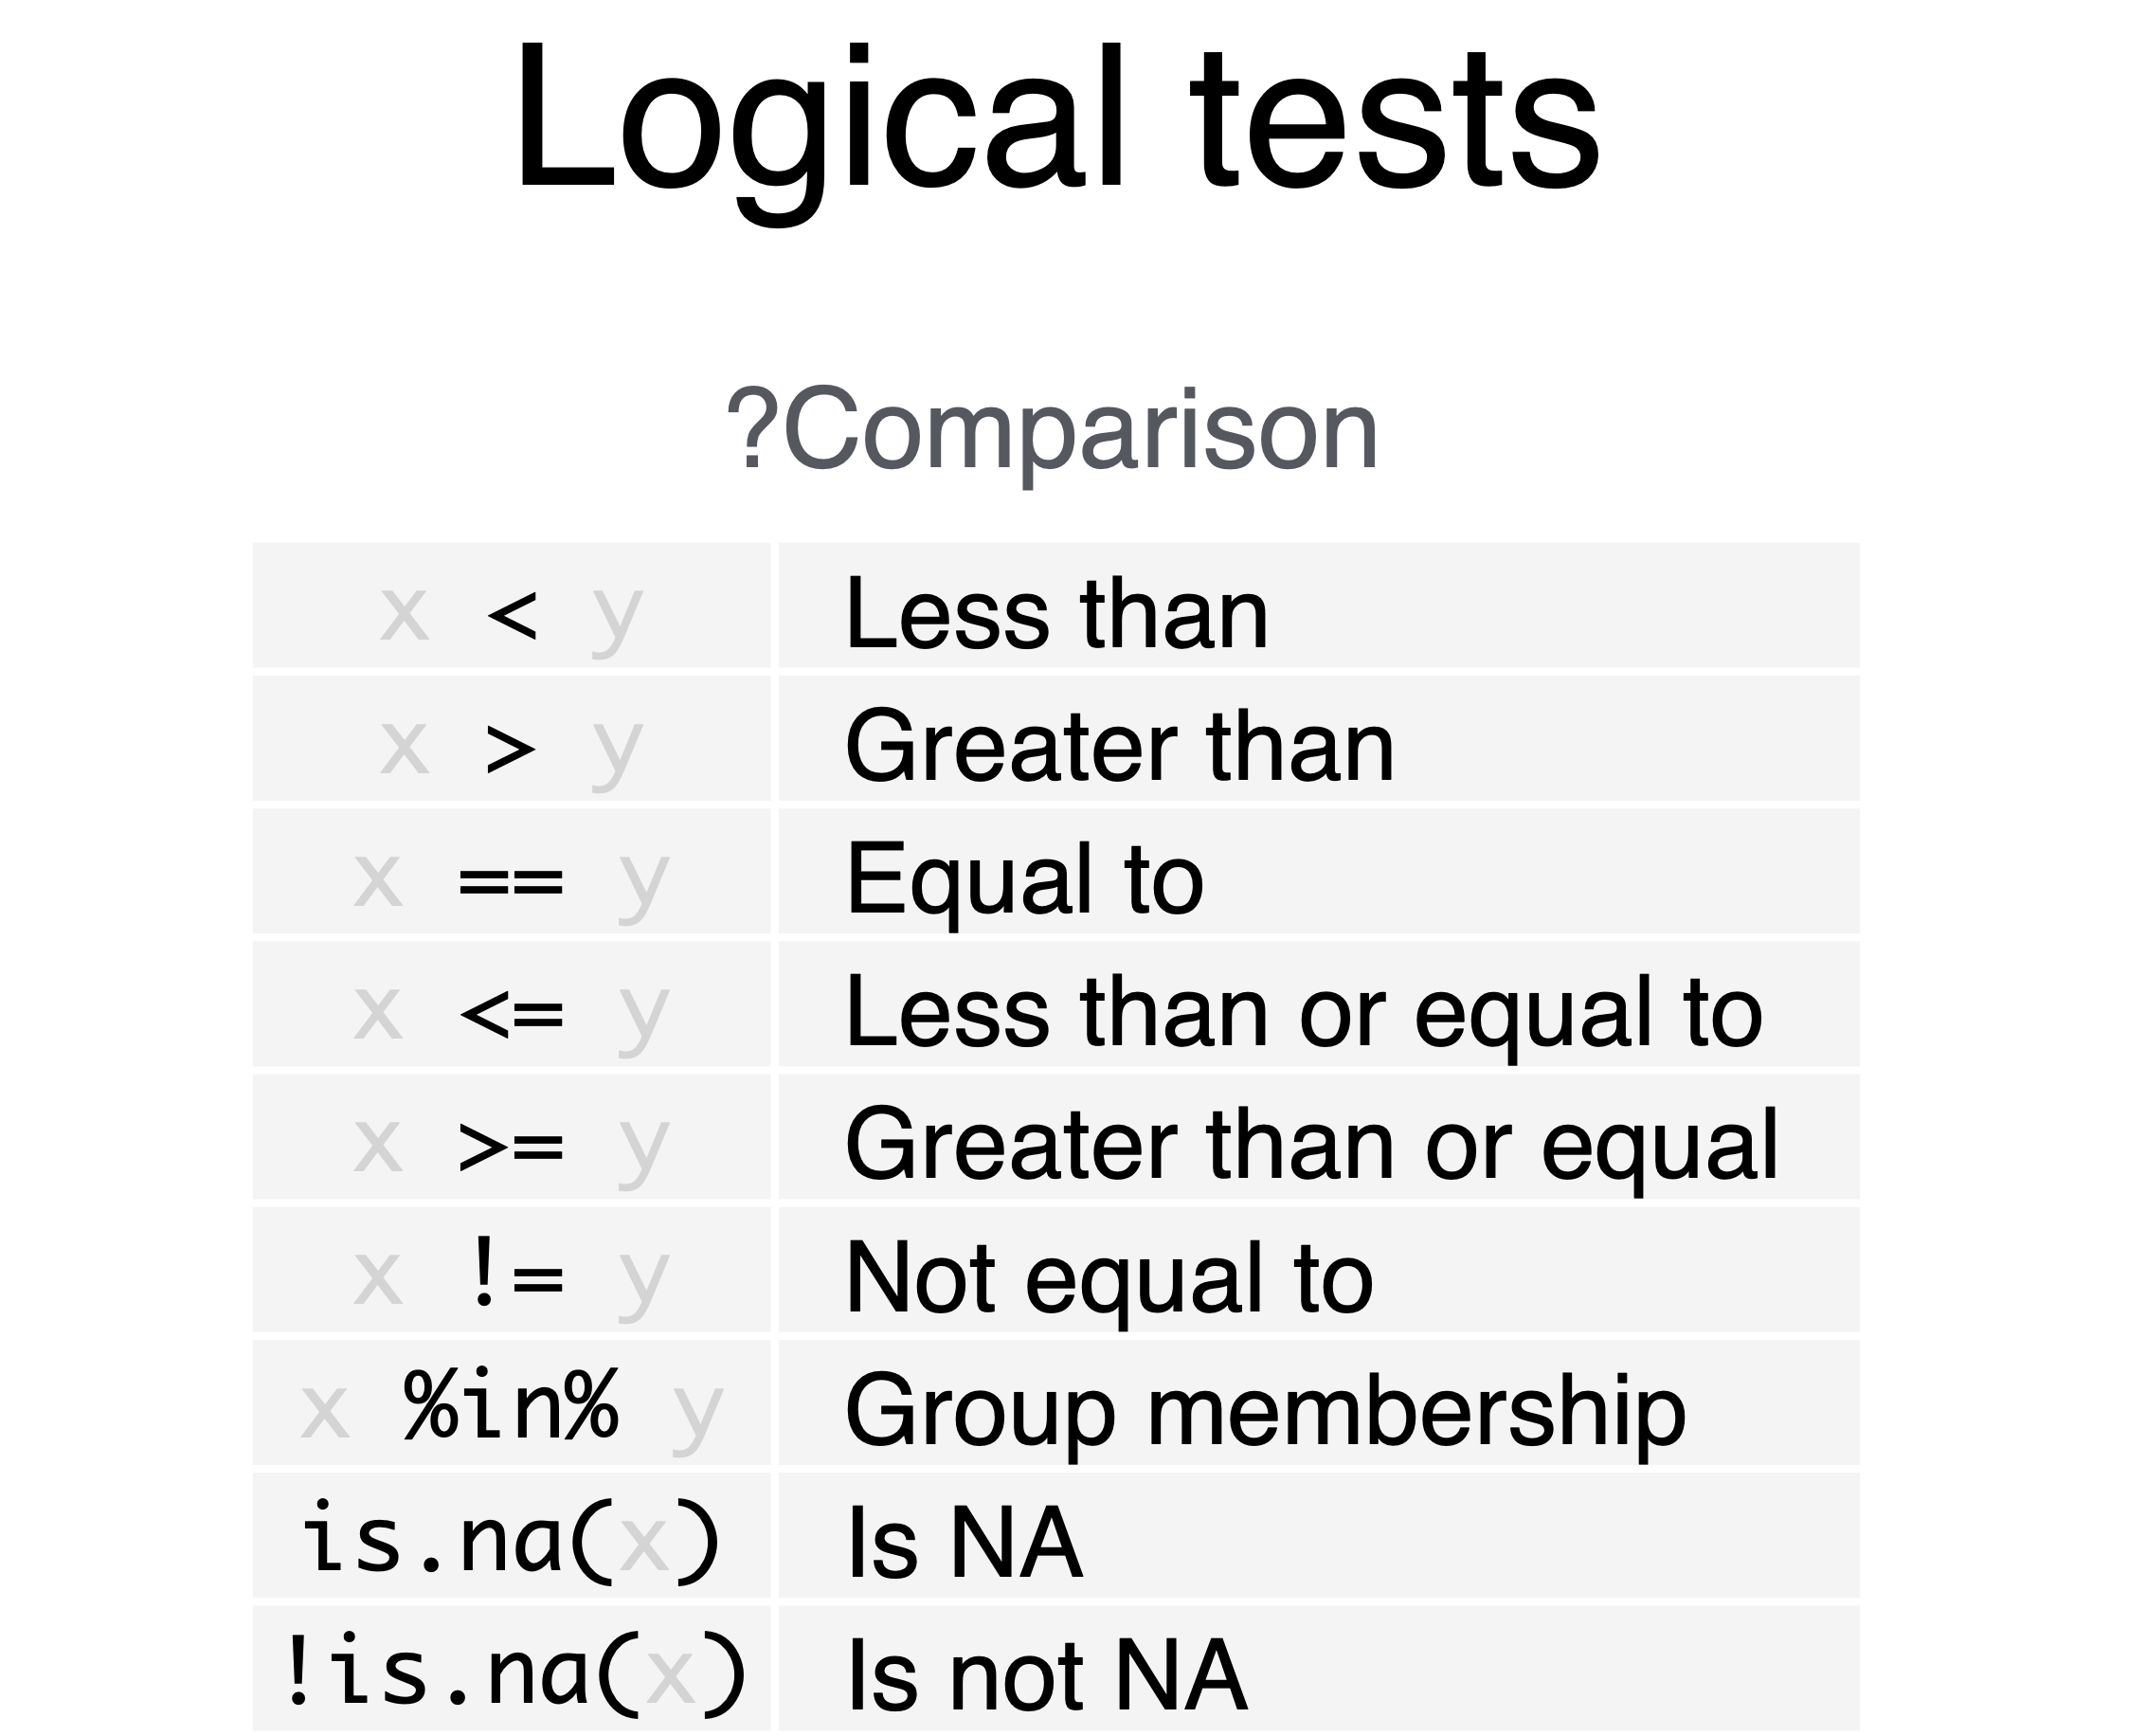 Logical tests
?Comparison
x < y Less than
x > y Greater than
x == y Equal to
x <= y Less than or equal to
x >= y Greater than or equal
x != y Not equal to
x %in% y Group membership
is.na(x) Is NA
!is.na(x) Is not NA